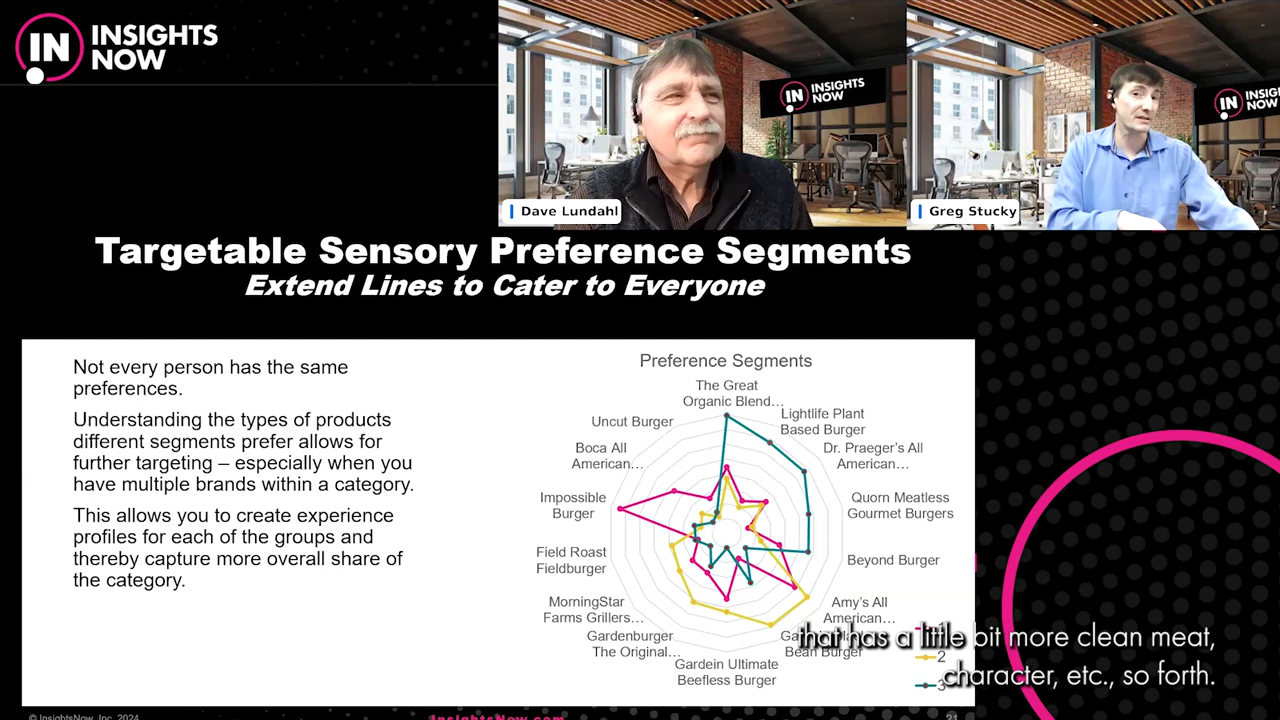 IN INSIGHTS
NOW
IN INSIGHTS
NOW
IN INSIGHTS
NOW
Dave Lundahl
Greg Stucky
Targetable Sensory Preference Segments
Extend Lines to Cater to Everyone
Not every person has the same
preferences.
Understanding the types of products
different segments prefer allows for
further targeting – especially when you
have multiple brands within a category.
This allows you to create experience
profiles for each of the groups and
thereby capture more overall share of
the category.
Preference Segments
The Great
Organic Blend...
Lightlife Plant
Based Burger
Dr. Praeger's All
American...
Quorn Meatless
Gourmet Burgers
Beyond Burger
Amy's All
American...
Bean Burger
Gardein Ultimate
Beefless Burger
Gardenburger
The Original...
MorningStar
Farms Grillers...
Field Roast
Fieldburger
Impossible
Burger
Boca All
American...
Uncut Burger
2
3
that has a little bit more clean meat,
character, etc., so forth.
© InsightsNow, Inc. 2024
InsightsNow.com
21